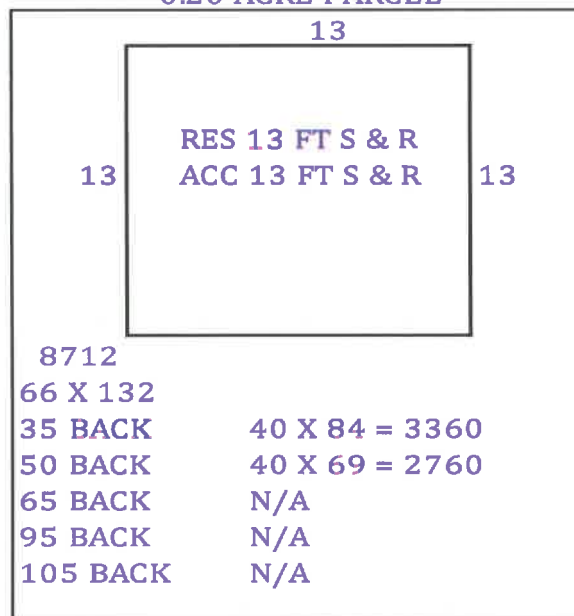 13
RES 13 FT S & R
13 ACC 13 FT S & R 13
8712
66 X 132
35 BACK 40 X 84 = 3360
50 BACK 40 X 69 = 2760
65 BACK N/A
95 BACK N/A
105 BACK N/A